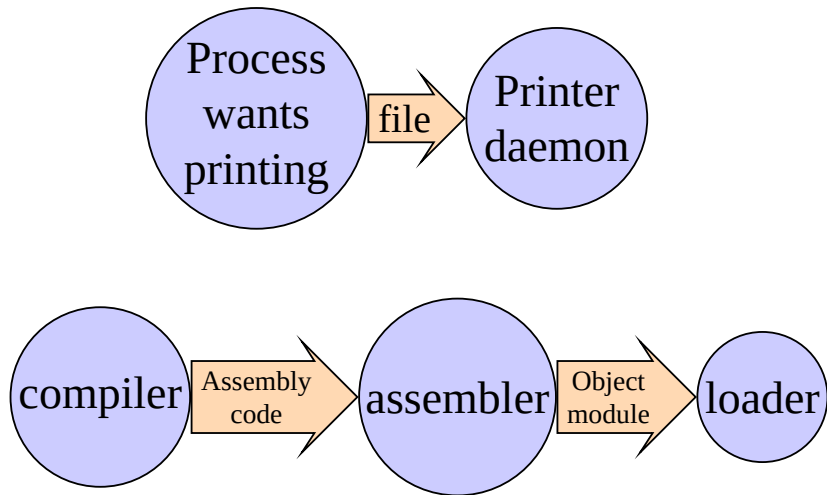 Process
wants
printing
file
Printer
daemon
compiler
Assembly
code
assembler
Object
module
loader